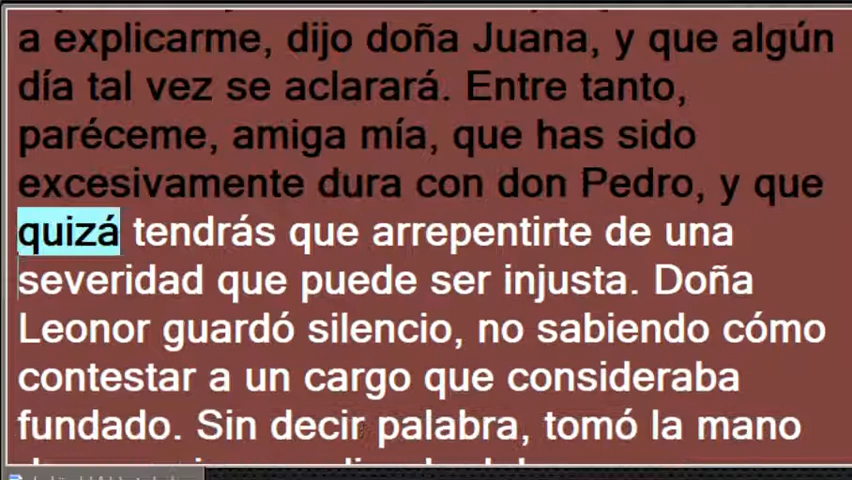 a explicarme, dijo doña Juana, y que algún
día tal vez se aclarará. Entre tanto,
paréceme, amiga mía, que has sido
excesivamente dura con don Pedro, y que
quizá tendrás que arrepentirte de una
severidad que puede ser injusta. Doña
Leonor guardó silencio, no sabiendo cómo
contestar a un cargo que consideraba
fundado. Sin decir palabra, tomó la mano